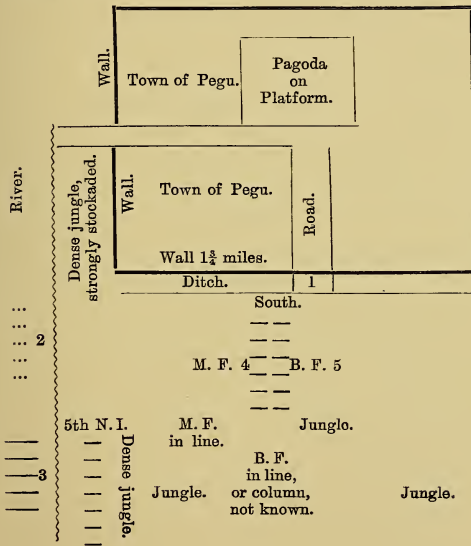 Wall.
Town of Pegu.
Pagoda
on
Platform.
River.
Dense jungle,
strongly stockaded.
Wall.
Town of Pegu.
Road.
Wall 1¾ miles.
Ditch.
1
South.
2
M. F. 4
B. F. 5
5th N. I.
M. F.
in line.
Jungle.
3
Dense jungle.
Jungle.
B. F.
in line,
or column,
not known.
Jungle.